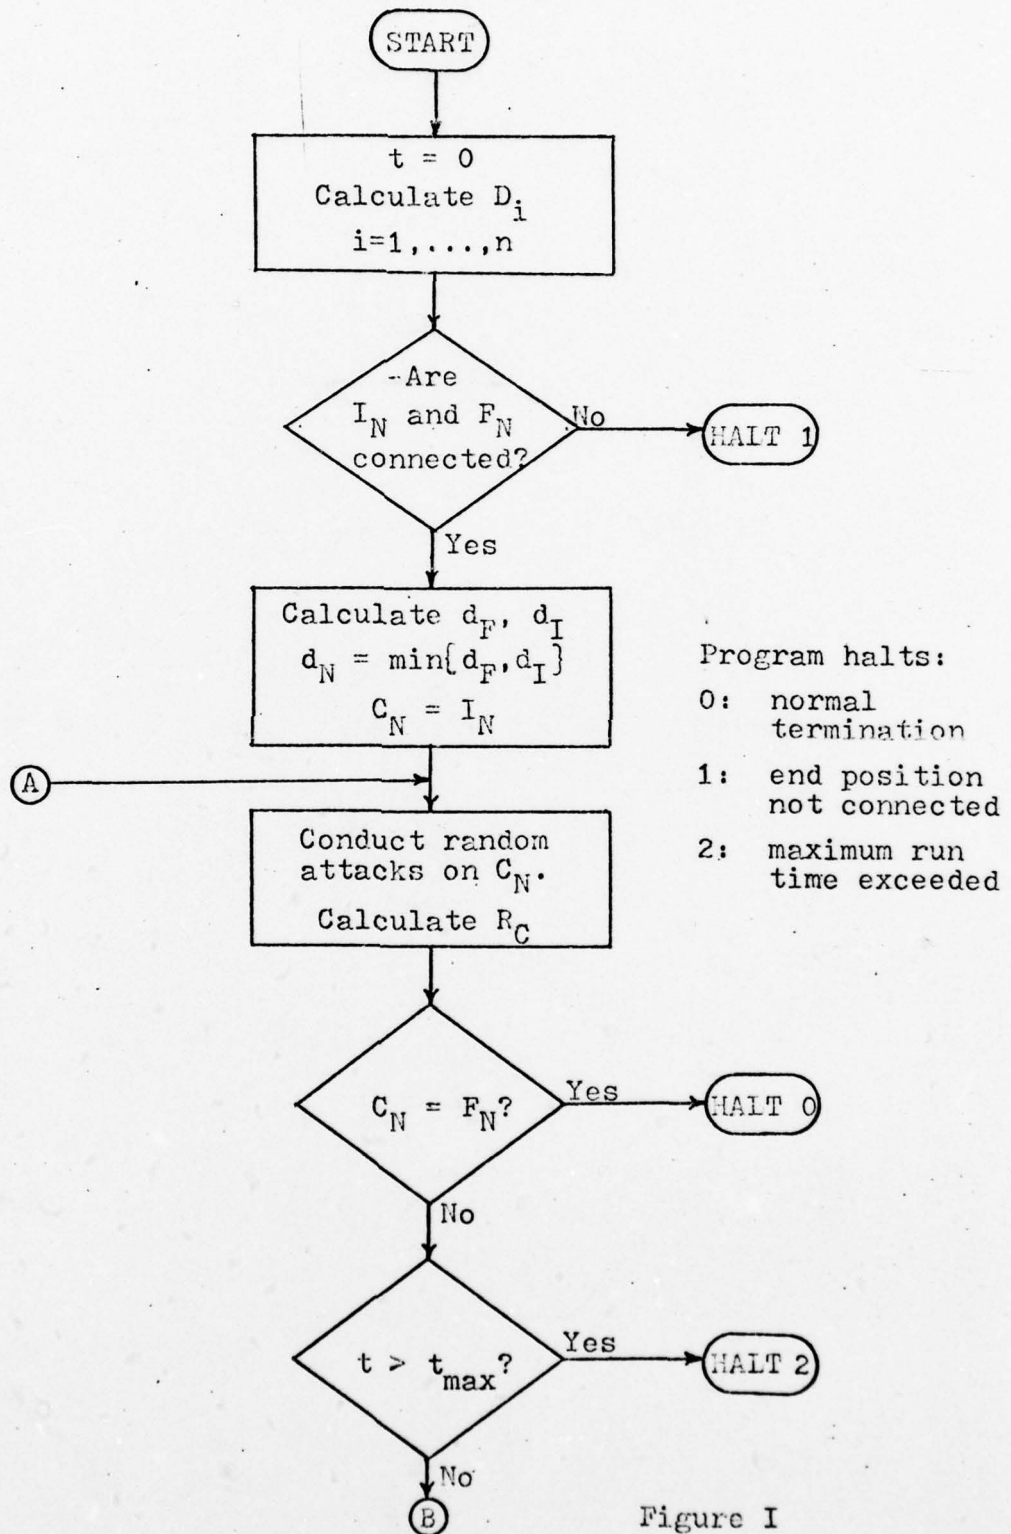 START
t = 0
Calculate D_i
i=1,...,n
-Are
I_N and F_N
connected?
No
HALT 1
Yes
Calculate d_F, d_I
d_N = min{d_F,d_I}
C_N = I_N
Program halts:
0: normal
termination
1: end position
not connected
2: maximum run
time exceeded
A
Conduct random
attacks on C_N.
Calculate R_C
C_N = F_N?
Yes
HALT 0
No
t > t_max?
Yes
HALT 2
No
B
Figure I